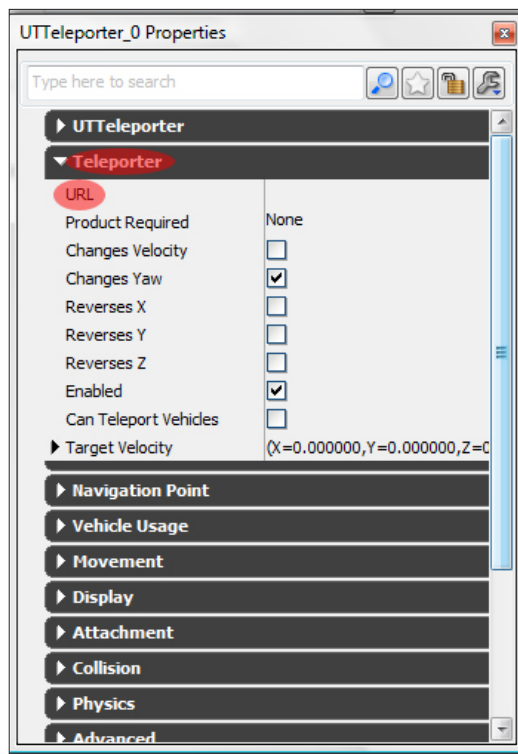 UTTeleporter_0 Properties
Type here to search
UTTeleporter
Teleporter
URL
Product Required None
Changes Velocity
Changes Yaw
Reverses X
Reverses Y
Reverses Z
Enabled
Can Teleport Vehicles
Target Velocity (X=0.000000,Y=0.000000,Z=0
Navigation Point
Vehicle Usage
Movement
Display
Attachment
Collision
Physics
Advanced